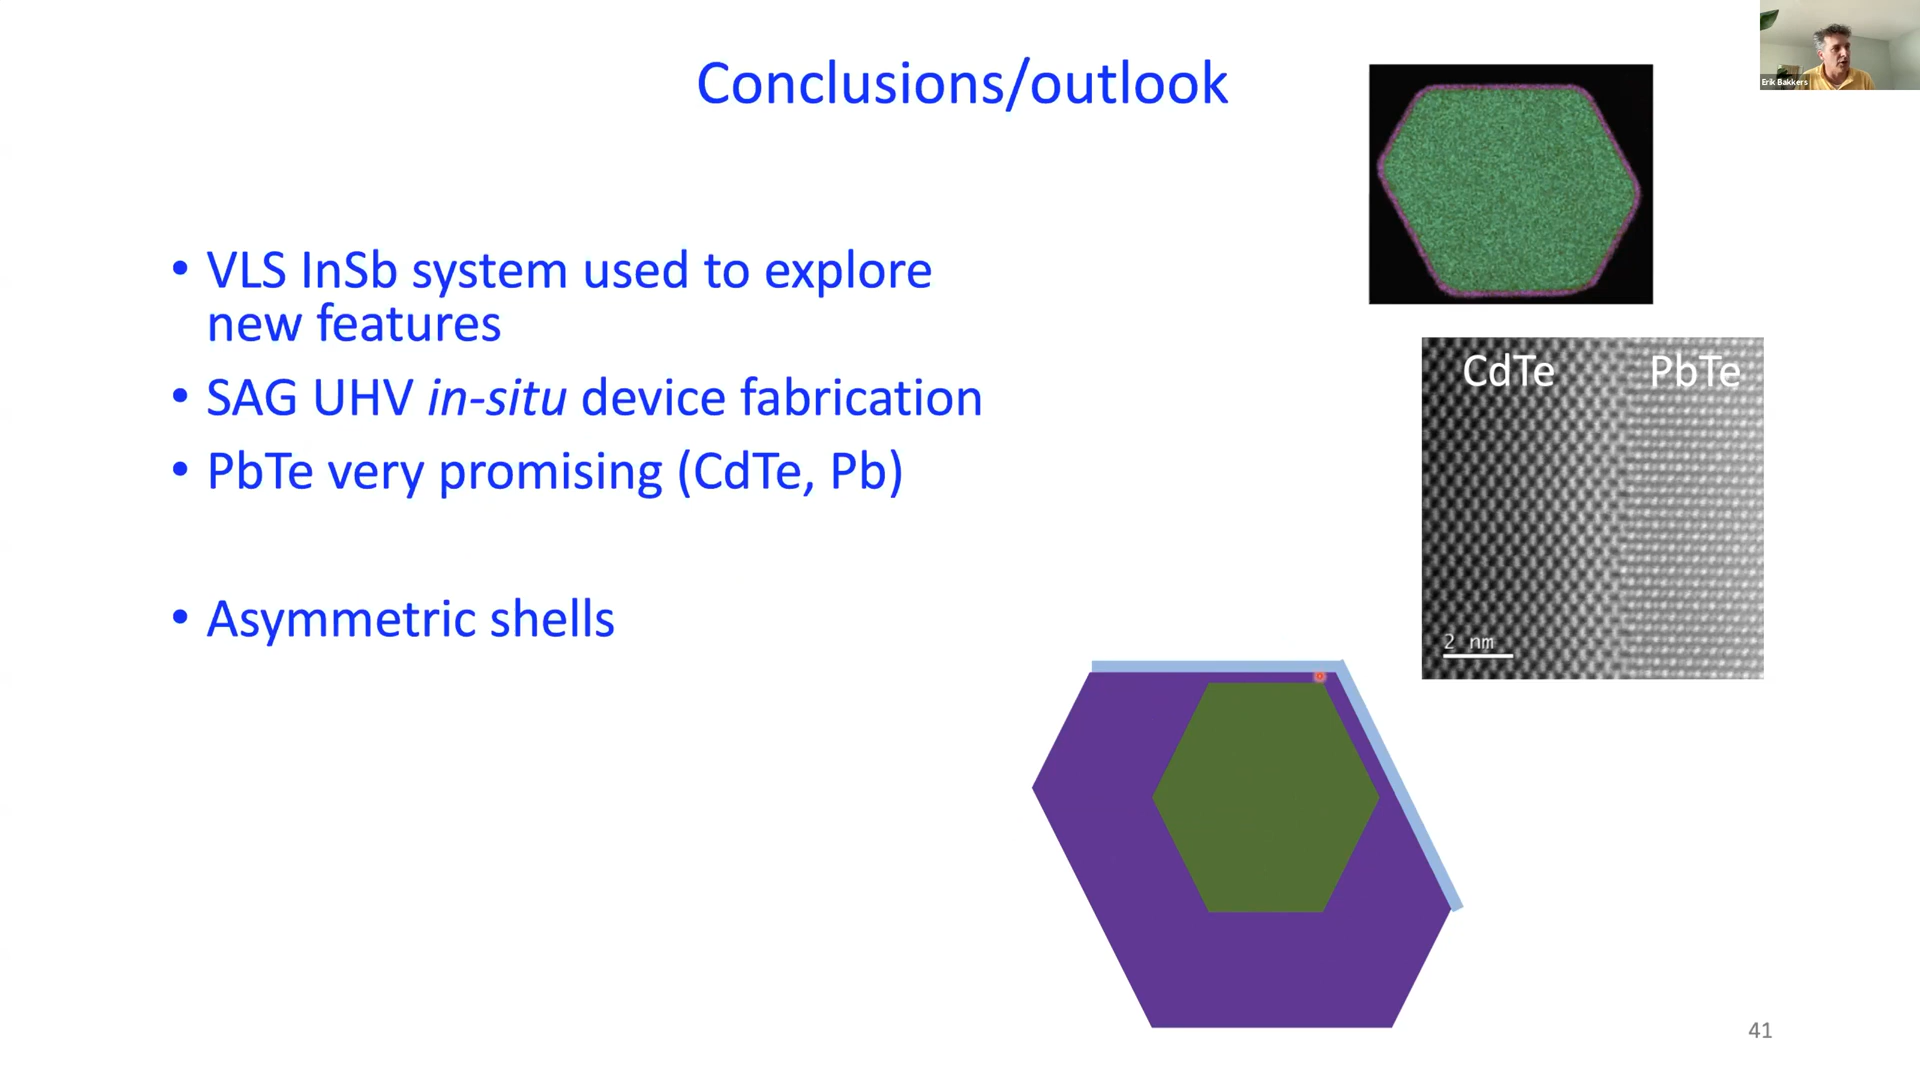 Conclusions/outlook
Erik Bakkers
• VLS InSb system used to explore
new features
• SAG UHV in-situ device fabrication
• PbTe very promising (CdTe, Pb)
• Asymmetric shells
CdTe PbTe
2 nm
41